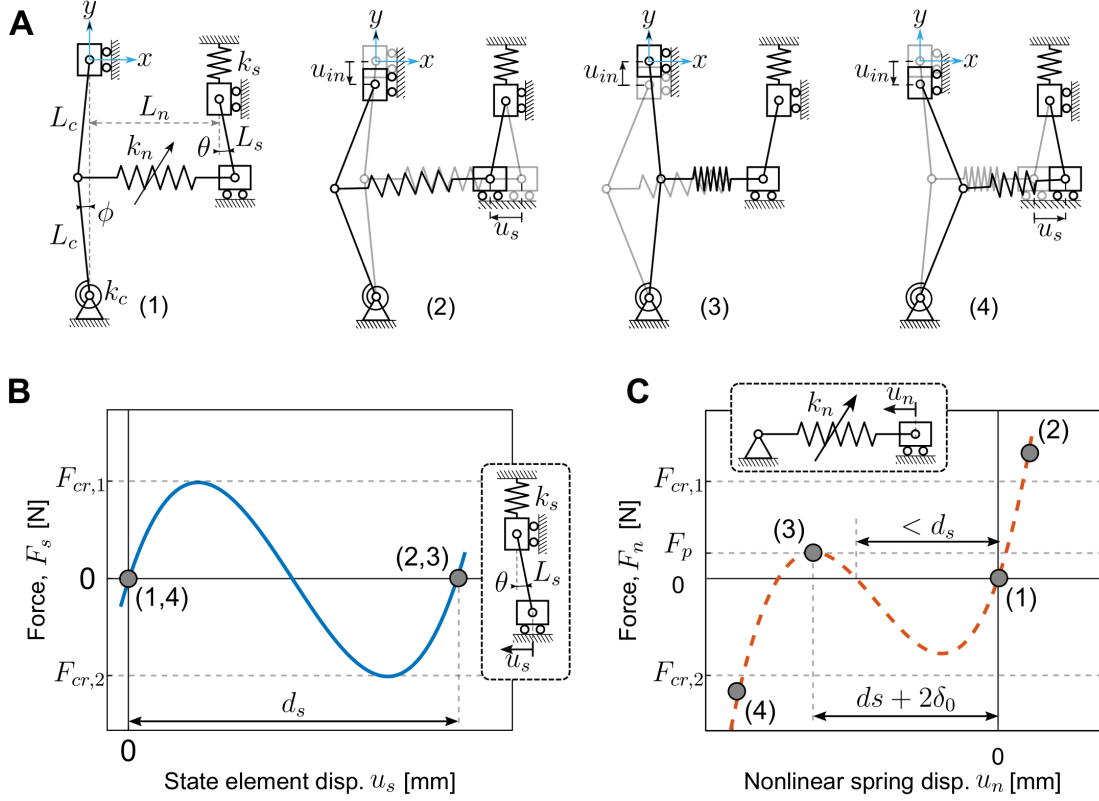 A
y
x
k_s
L_c
L_n
k_n
θ
L_s
ϕ
L_c
k_c
(1)
y
x
u_in
u_s
(2)
y
x
u_in
(3)
y
x
u_in
u_s
(4)
B
Force, F_s [N]
F_cr,1
0
F_cr,2
(1,4)
(2,3)
d_s
0
State element disp. u_s [mm]
k_s
L_s
θ
u_s
C
Force, F_n [N]
F_cr,1
F_p
0
F_cr,2
k_n
u_n
(2)
< d_s
(3)
(1)
(4)
ds + 2δ_0
0
Nonlinear spring disp. u_n [mm]